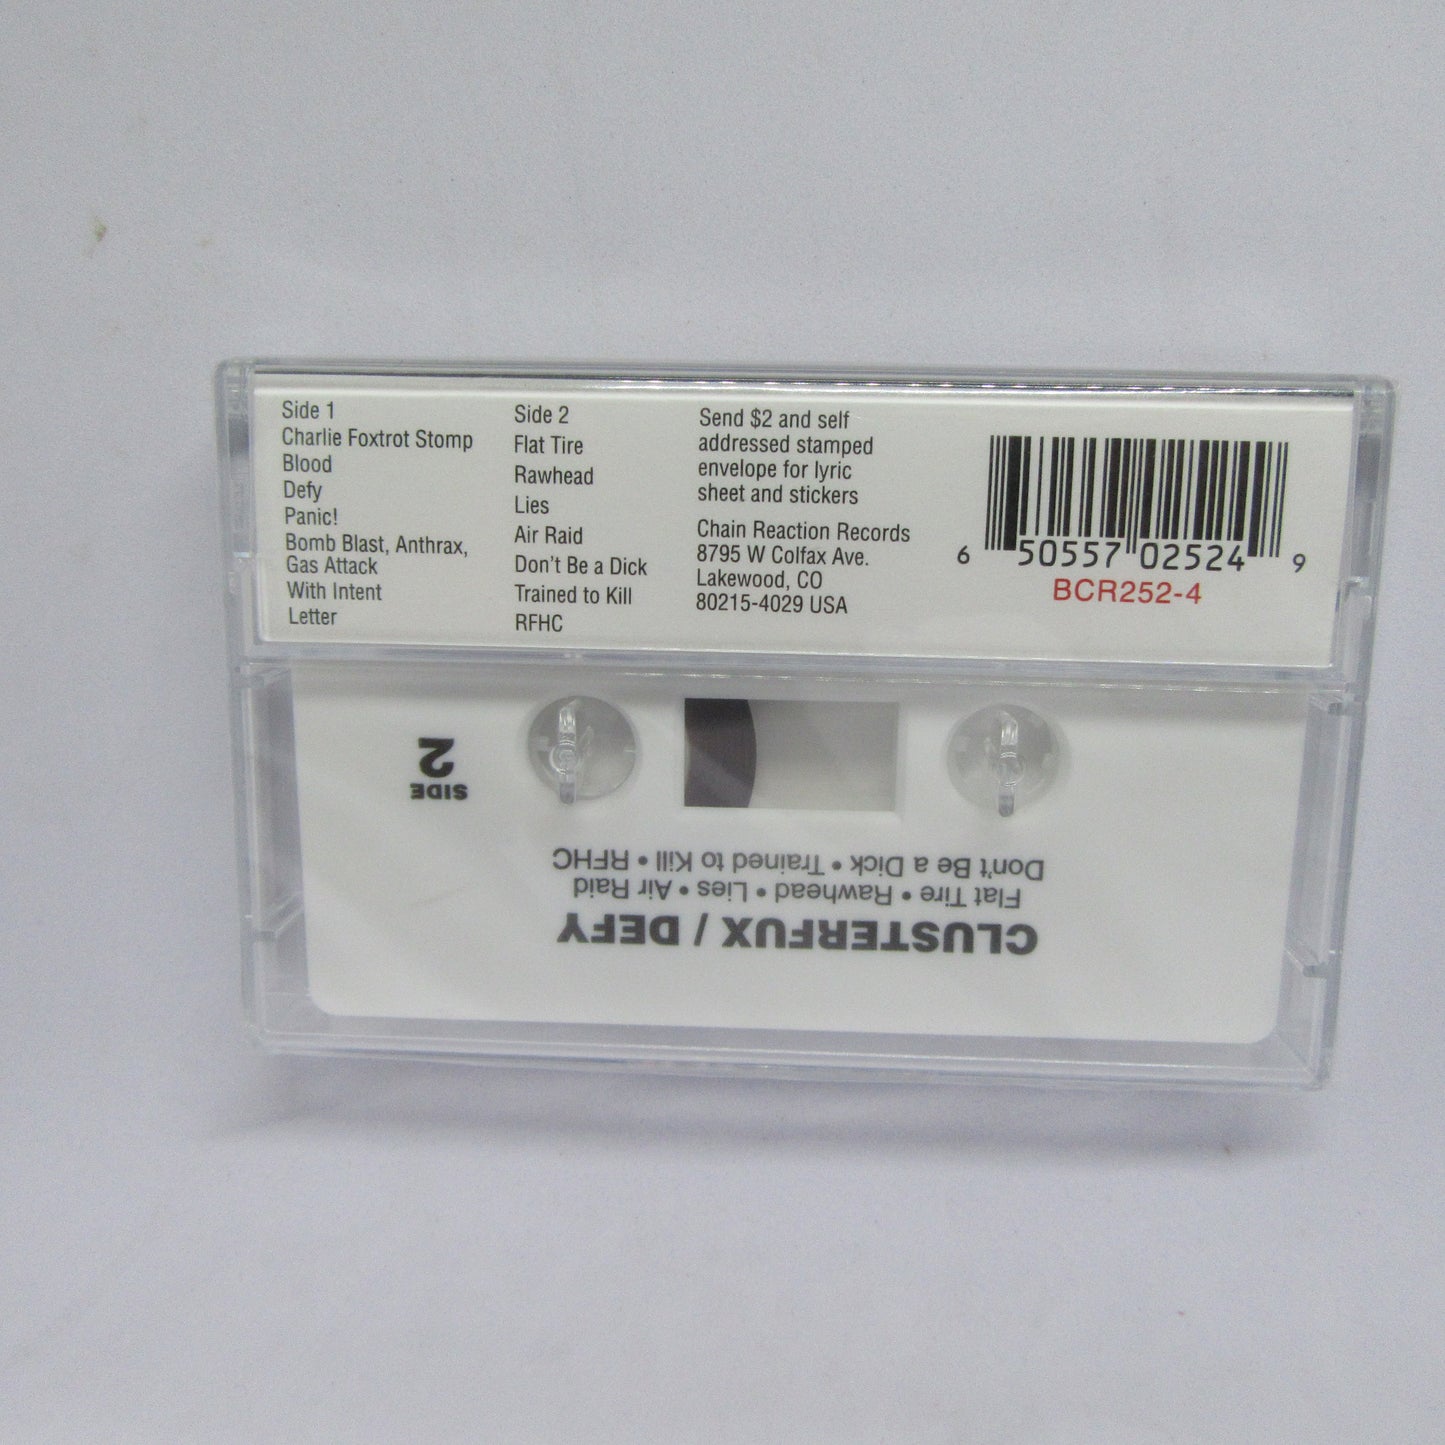 Side 1
Charlie Foxtrot Stomp
Blood
Defy
Panic!
Bomb Blast, Anthrax,
Gas Attack
With Intent
Letter
Side 2
Flat Tire
Rawhead
Lies
Air Raid
Don't Be a Dick
Trained to Kill
RFHC
Send $2 and self
addressed stamped
envelope for lyric
sheet and stickers
Chain Reaction Records
8795 W Colfax Ave.
Lakewood, CO
80215-4029 USA
6 50557 02524 9
BCR252-4
CLUSTERFUX / DEFY
Flat Tire • Rawhead • Lies • Air Raid
Don't Be a Dick • Trained to Kill • RFHC
SIDE
2